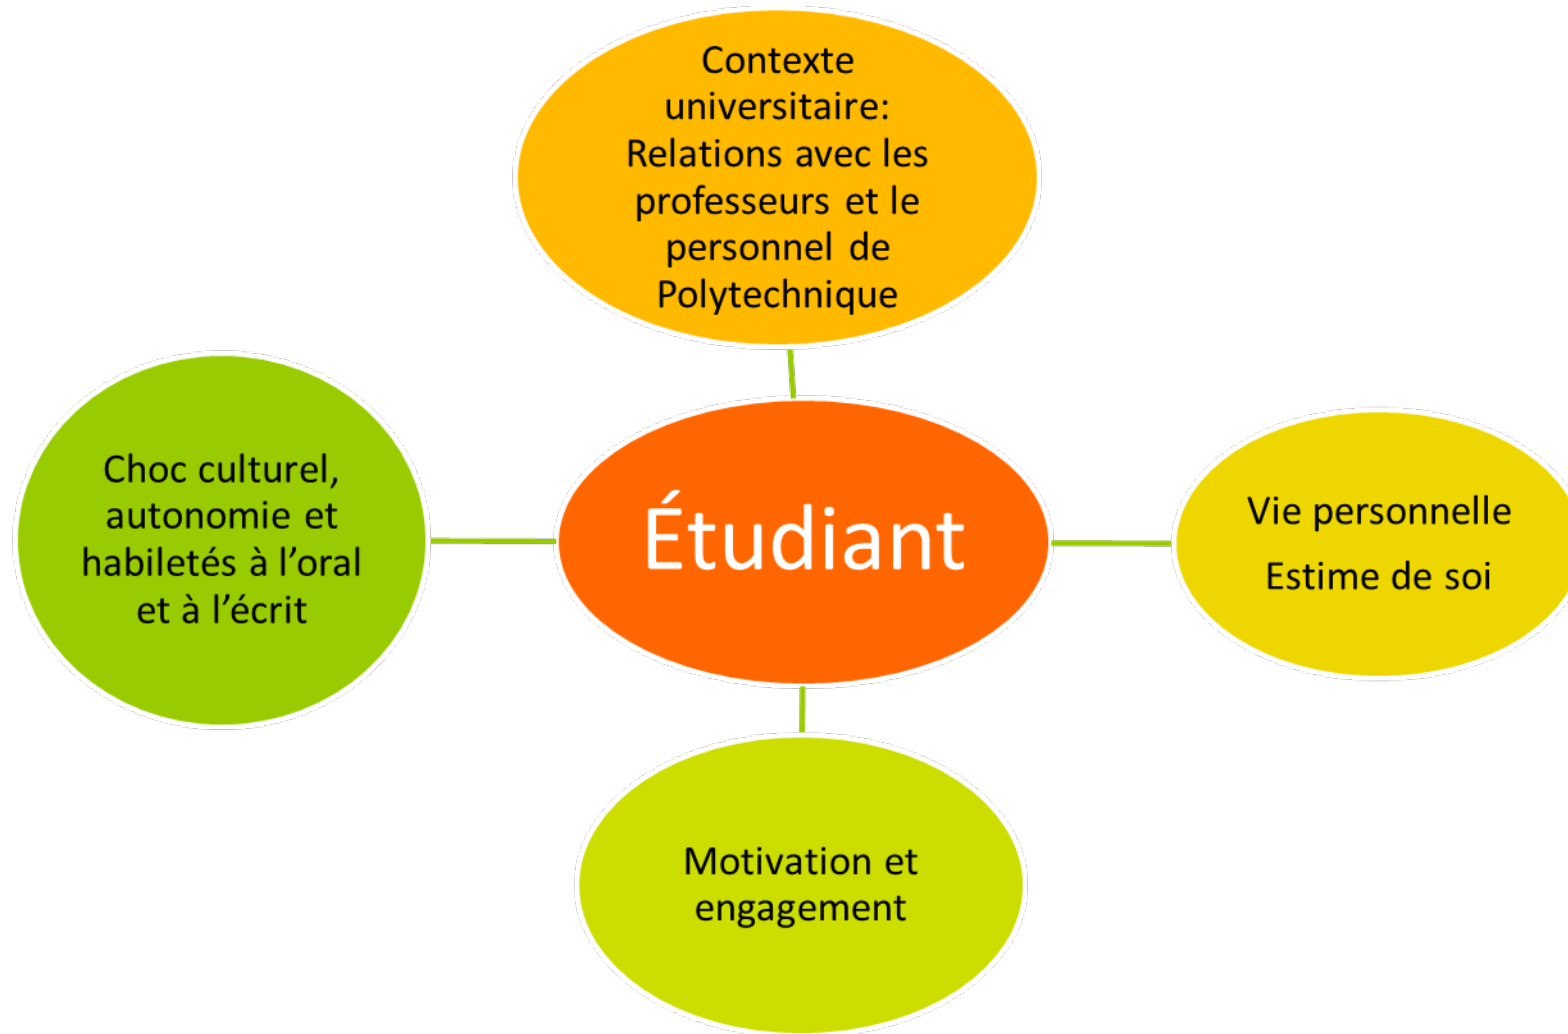 Contexte
universitaire:
Relations avec les
professeurs et le
personnel de
Polytechnique
Choc culturel,
autonomie et
habiletés à l’oral
et à l’écrit
Étudiant
Vie personnelle
Estime de soi
Motivation et
engagement